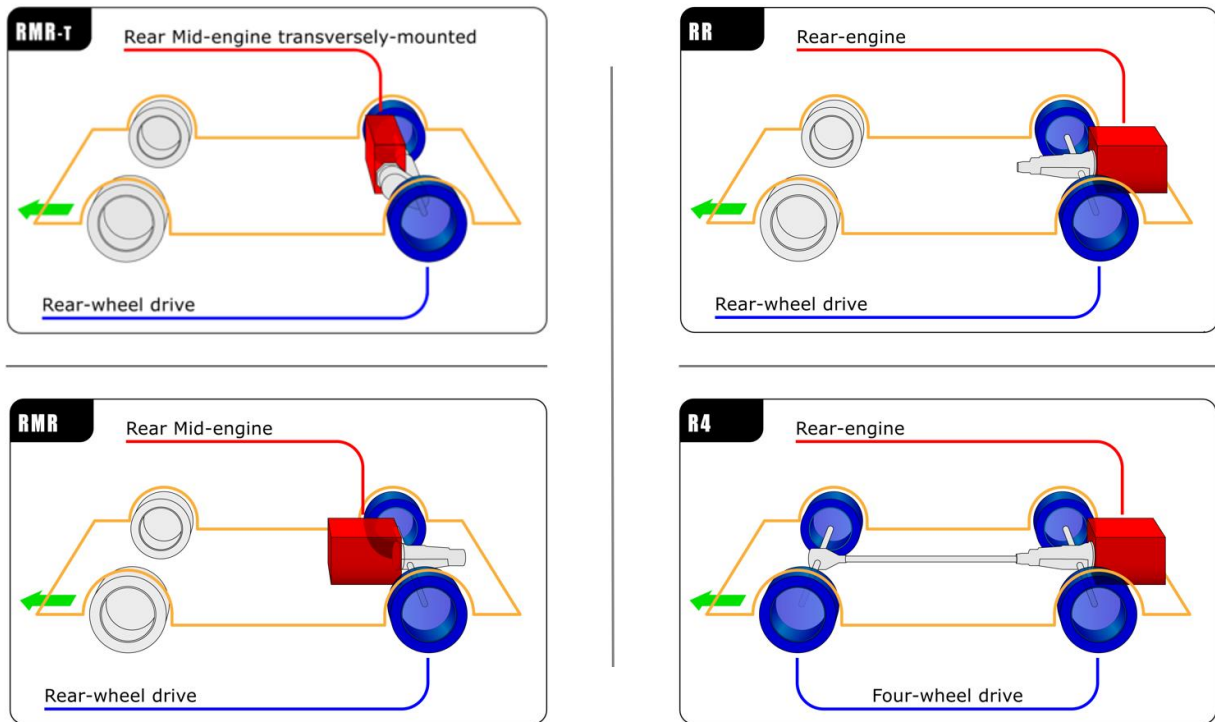 RMR-T
Rear Mid-engine transversely-mounted
Rear-wheel drive
RR
Rear-engine
Rear-wheel drive
RMR
Rear Mid-engine
Rear-wheel drive
R4
Rear-engine
Four-wheel drive